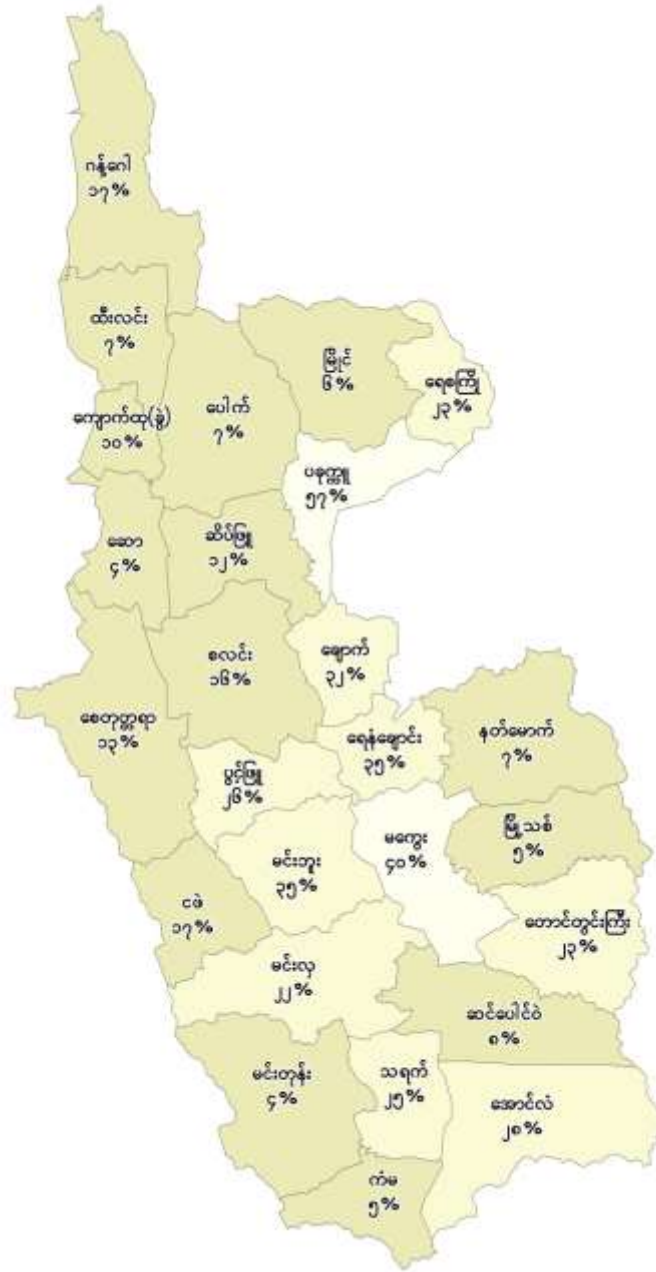 ဂန့်ဂေါ
၁၇%
ထီးလင်း
၇%
မြိုင်
၆%
ရေစကြို
၂၃%
ကျောက်ထု(ခွဲ)
၁၀%
ပေါက်
၇%
ပခုက္ကူ
၅၇%
ဆော
၄%
ဆိပ်ဖြူ
၁၂%
စလင်း
၁၆%
ချောက်
၃၂%
စေတုတ္တရာ
၁၃%
ရေနံချောင်း
၃၅%
နတ်မောက်
၇%
ပွင့်ဖြူ
၂၆%
မကွေး
၄၀%
မြို့သစ်
၅%
မင်းဘူး
၃၅%
ငဖဲ
၁၇%
တောင်တွင်းကြီး
၂၃%
မင်းလှ
၂၂%
ဆင်ပေါင်ဝဲ
၈%
မင်းတုန်း
၄%
သရက်
၂၅%
အောင်လံ
၂၈%
ကံမ
၅%